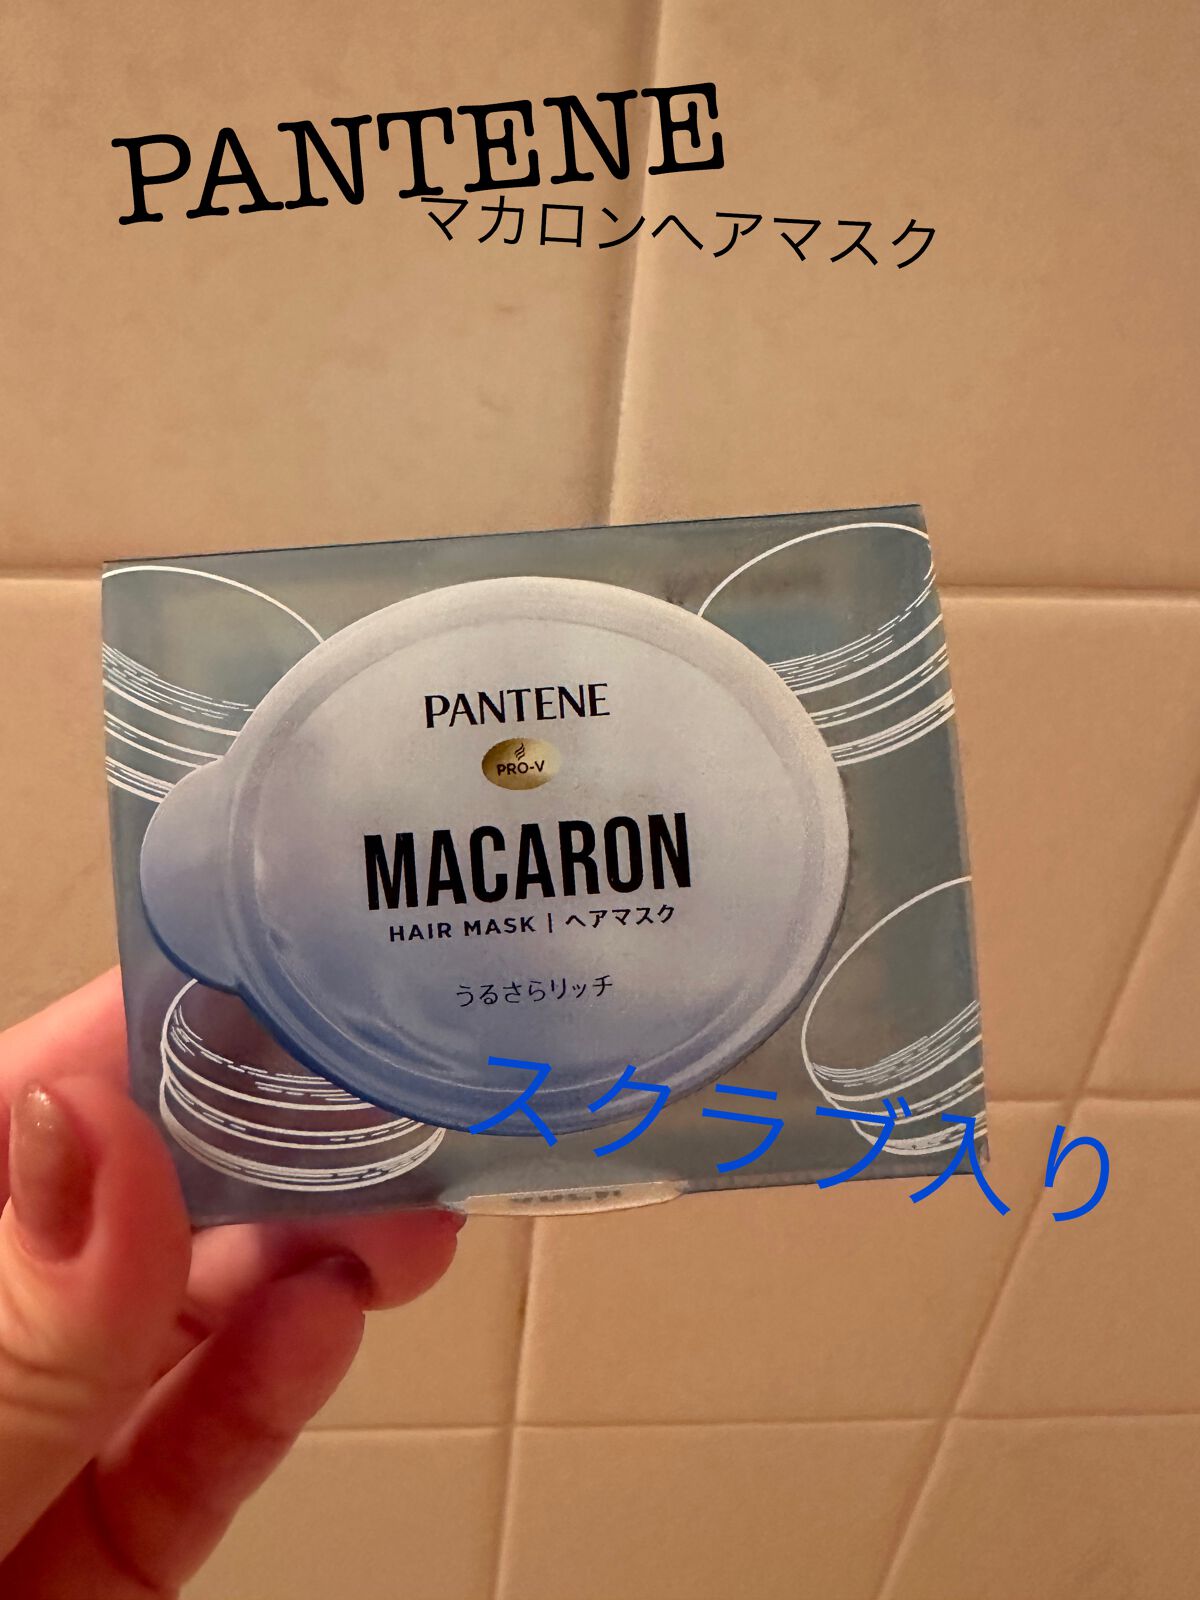 PANTENE
マカロンヘアマスク
PANTENE
PRO-V
MACARON
HAIR MASK | ヘアマスク
うるさらリッチ
スクラブ入り